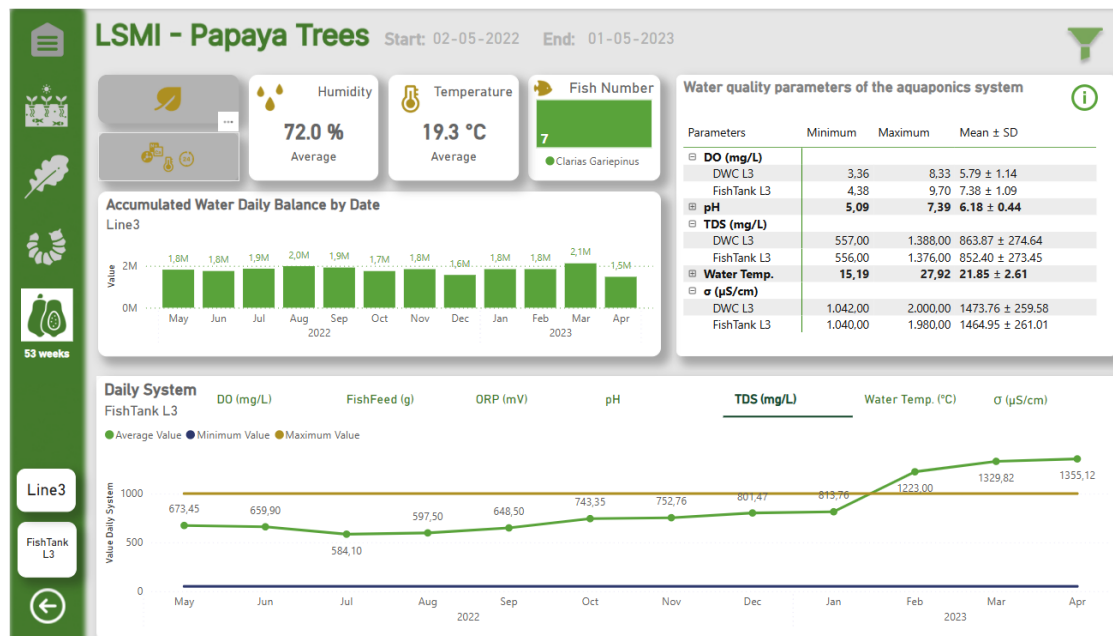 LSMI - Papaya Trees Start: 02-05-2022 End: 01-05-2023
53 weeks
Line3
FishTank
L3
...
Humidity
72.0 %
Average
Temperature
19.3 °C
Average
Fish Number
7
Clarias Gariepinus
Water quality parameters of the aquaponics system
i
Parameters Minimum Maximum Mean ± SD
DO (mg/L)
DWC L3 3,36 8,33 5.79 ± 1.14
FishTank L3 4,38 9,70 7.38 ± 1.09
pH 5,09 7,39 6.18 ± 0.44
TDS (mg/L)
DWC L3 557,00 1.388,00 863.87 ± 274.64
FishTank L3 556,00 1.376,00 852.40 ± 273.45
Water Temp. 15,19 27,92 21.85 ± 2.61
σ (µS/cm)
DWC L3 1.042,00 2.000,00 1473.76 ± 259.58
FishTank L3 1.040,00 1.980,00 1464.95 ± 261.01
Accumulated Water Daily Balance by Date
Line3
Value
2M
0M
1,8M 1,8M 1,9M 2,0M 1,9M 1,7M 1,8M 1,6M 1,8M 1,8M 2,1M 1,5M
May Jun Jul Aug Sep Oct Nov Dec Jan Feb Mar Apr
2022 2023
Daily System
FishTank L3
DO (mg/L) FishFeed (g) ORP (mV) pH TDS (mg/L) Water Temp. (ºC) σ (µS/cm)
Average Value Minimum Value Maximum Value
Value Daily System
1000
500
0
673,45 659,90 584,10 597,50 648,50 743,35 752,76 801,47 813,76 1223,00 1329,82 1355,12
May Jun Jul Aug Sep Oct Nov Dec Jan Feb Mar Apr
2022 2023